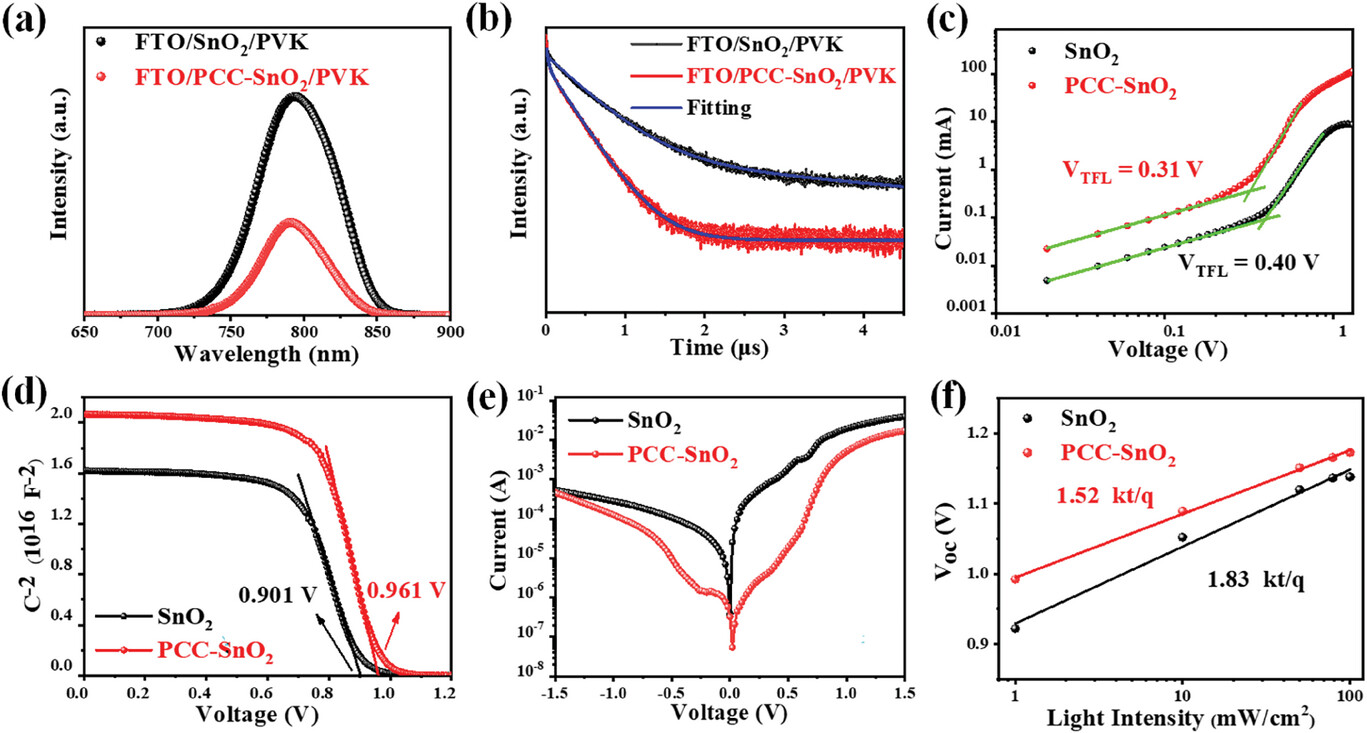 (a)
FTO/SnO2/PVK
FTO/PCC-SnO2/PVK
Intensity (a.u.)
650 700 750 800 850 900
Wavelength (nm)
(b)
FTO/SnO2/PVK
FTO/PCC-SnO2/PVK
Fitting
Intensity (a.u.)
0 1 2 3 4
Time (μs)
(c)
SnO2
PCC-SnO2
VTFL = 0.31 V
VTFL = 0.40 V
Current (mA)
100
10
1
0.1
0.01
0.001
0.01 0.1 1
Voltage (V)
(d)
C-2 (1016 F-2)
2.0
1.6
1.2
0.8
0.4
0.0
0.901 V
0.961 V
SnO2
PCC-SnO2
0.0 0.2 0.4 0.6 0.8 1.0 1.2
Voltage (V)
(e)
SnO2
PCC-SnO2
Current (A)
10-1
10-2
10-3
10-4
10-5
10-6
10-7
10-8
-1.5 -1.0 -0.5 0.0 0.5 1.0 1.5
Voltage (V)
(f)
SnO2
PCC-SnO2
1.52 kt/q
1.83 kt/q
VOC (V)
1.2
1.1
1.0
0.9
1 10 100
Light Intensity (mW/cm2)